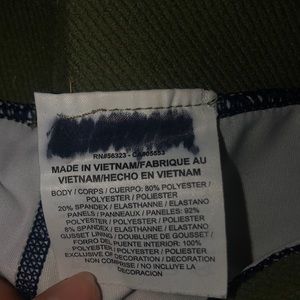 RN#56323 - CA#05553
MADE IN VIETNAM/FABRIQUE AU
VIETNAM/HECHO EN VIETNAM
BODY / CORPS / CUERPO: 80% POLYESTER /
POLYESTER / POLIESTER
20% SPANDEX / ELASTHANNE / ELASTANO
PANELS / PANNEAUX / PANELES: 92%
POLYESTER / POLYESTER / POLIESTER
8% SPANDEX / ELASTHANNE / ELASTANO
GUSSET LINING / DOUBLURE DE GOUSSET /
FORRO DEL PUENTE INTERIOR: 100%
POLYESTER / POLYESTER / POLIESTER
EXCLUSIVE OF DECORATION / DECORATION
NON COMPRISE / NO INCLUYE LA
DECORACION